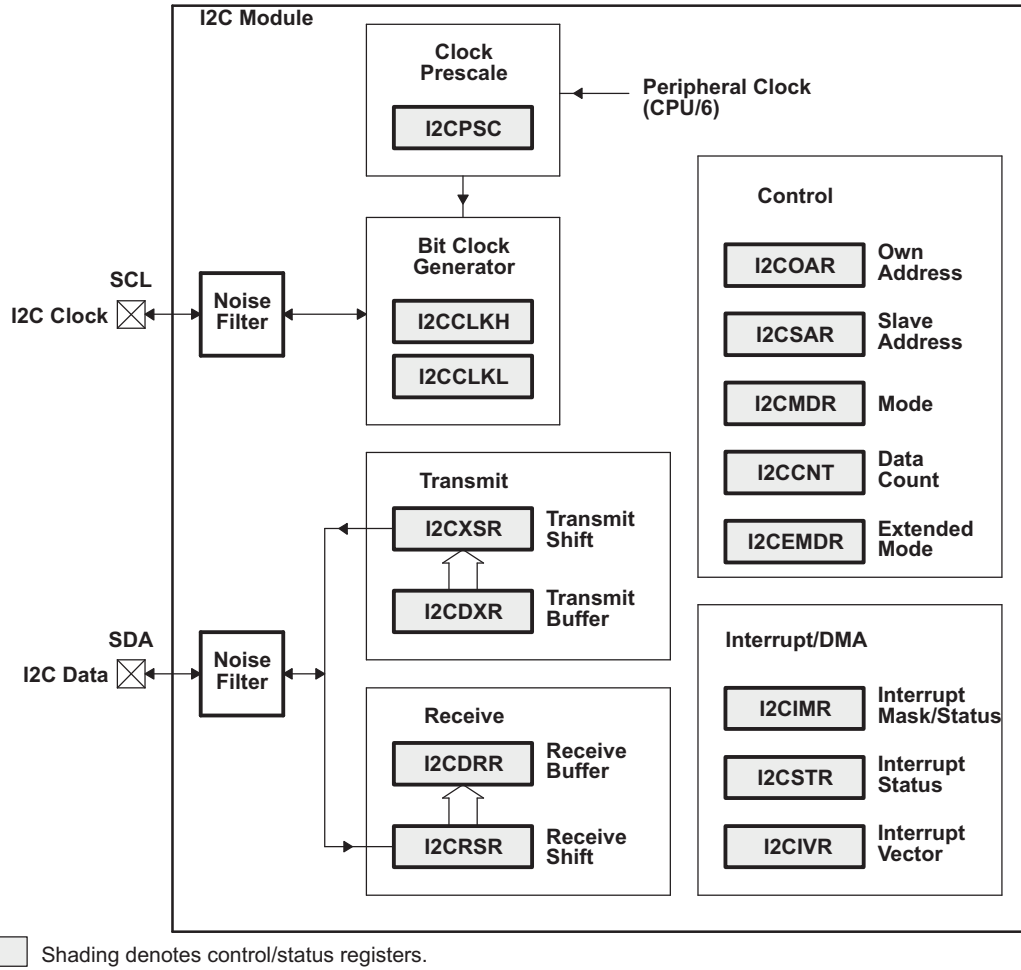 I2C Module
Clock
Prescale
I2CPSC
Peripheral Clock
(CPU/6)
Bit Clock
Generator
I2CCLKH
I2CCLKL
SCL
I2C Clock
Noise
Filter
Control
I2COAR
Own
Address
I2CSAR
Slave
Address
I2CMDR
Mode
I2CCNT
Data
Count
I2CEMDR
Extended
Mode
Transmit
I2CXSR
Transmit
Shift
I2CDXR
Transmit
Buffer
SDA
I2C Data
Noise
Filter
Receive
I2CDRR
Receive
Buffer
I2CRSR
Receive
Shift
Interrupt/DMA
I2CIMR
Interrupt
Mask/Status
I2CSTR
Interrupt
Status
I2CIVR
Interrupt
Vector
Shading denotes control/status registers.